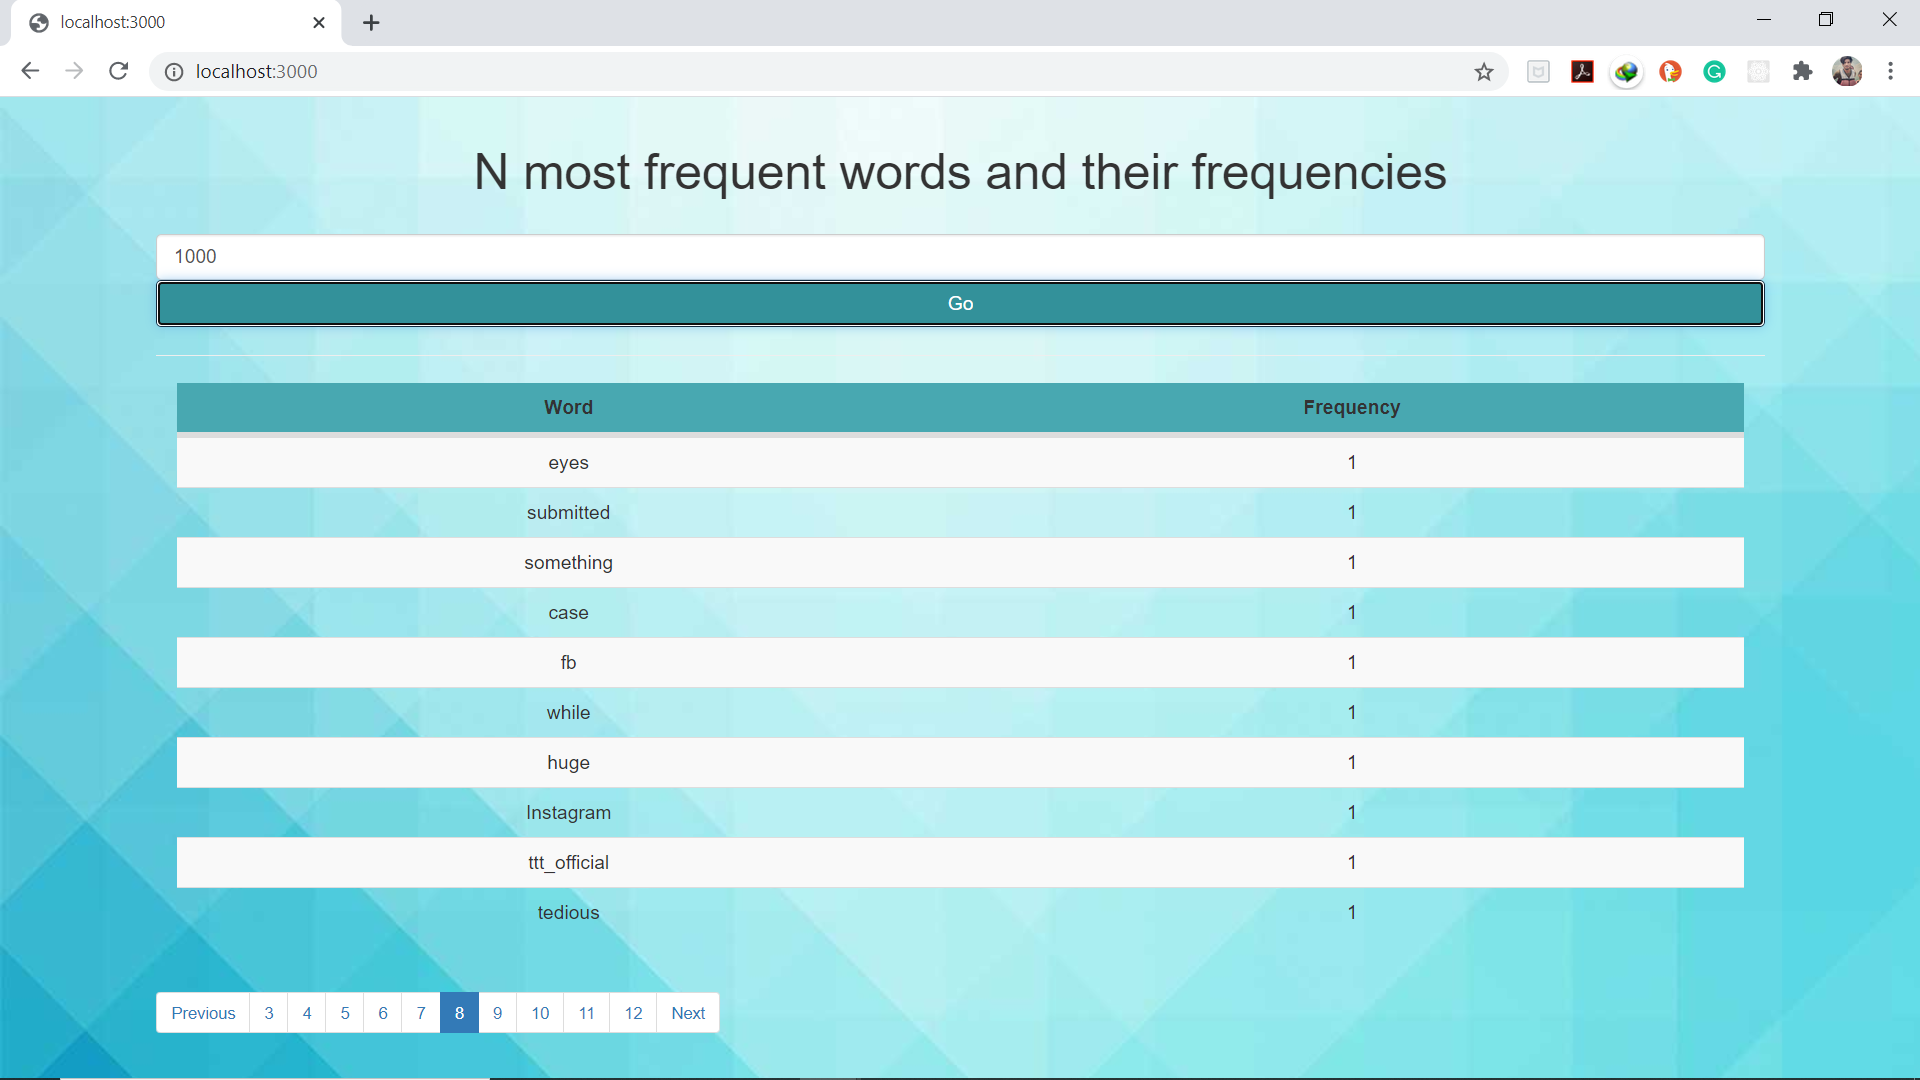 localhost:3000
localhost:3000
N most frequent words and their frequencies
1000
Go
Word Frequency
eyes 1
submitted 1
something 1
case 1
fb 1
while 1
huge 1
Instagram 1
ttt_official 1
tedious 1
Previous 3 4 5 6 7 8 9 10 11 12 Next